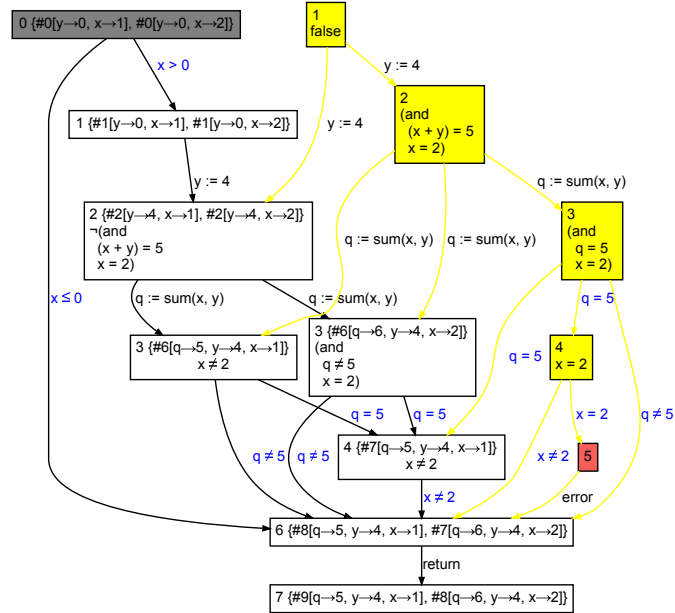 0 {#0[y→0, x→1], #0[y→0, x→2]}
1
false
x > 0
y := 4
1 {#1[y→0, x→1], #1[y→0, x→2]}
y := 4
2
(and
(x + y) = 5
x = 2)
y := 4
q := sum(x, y)
2 {#2[y→4, x→1], #2[y→4, x→2]}
¬(and
(x + y) = 5
x = 2)
3
(and
q = 5
x = 2)
q := sum(x, y)
q := sum(x, y)
x ≤ 0
q := sum(x, y)
q := sum(x, y)
q = 5
3 {#6[q→5, y→4, x→1]}
x ≠ 2
3 {#6[q→6, y→4, x→2]}
(and
q ≠ 5
x = 2)
q = 5
4
x = 2
q = 5
q = 5
x = 2
q ≠ 5
q ≠ 5
q ≠ 5
4 {#7[q→5, y→4, x→1]}
x ≠ 2
x ≠ 2
5
x ≠ 2
error
6 {#8[q→5, y→4, x→1], #7[q→6, y→4, x→2]}
return
7 {#9[q→5, y→4, x→1], #8[q→6, y→4, x→2]}